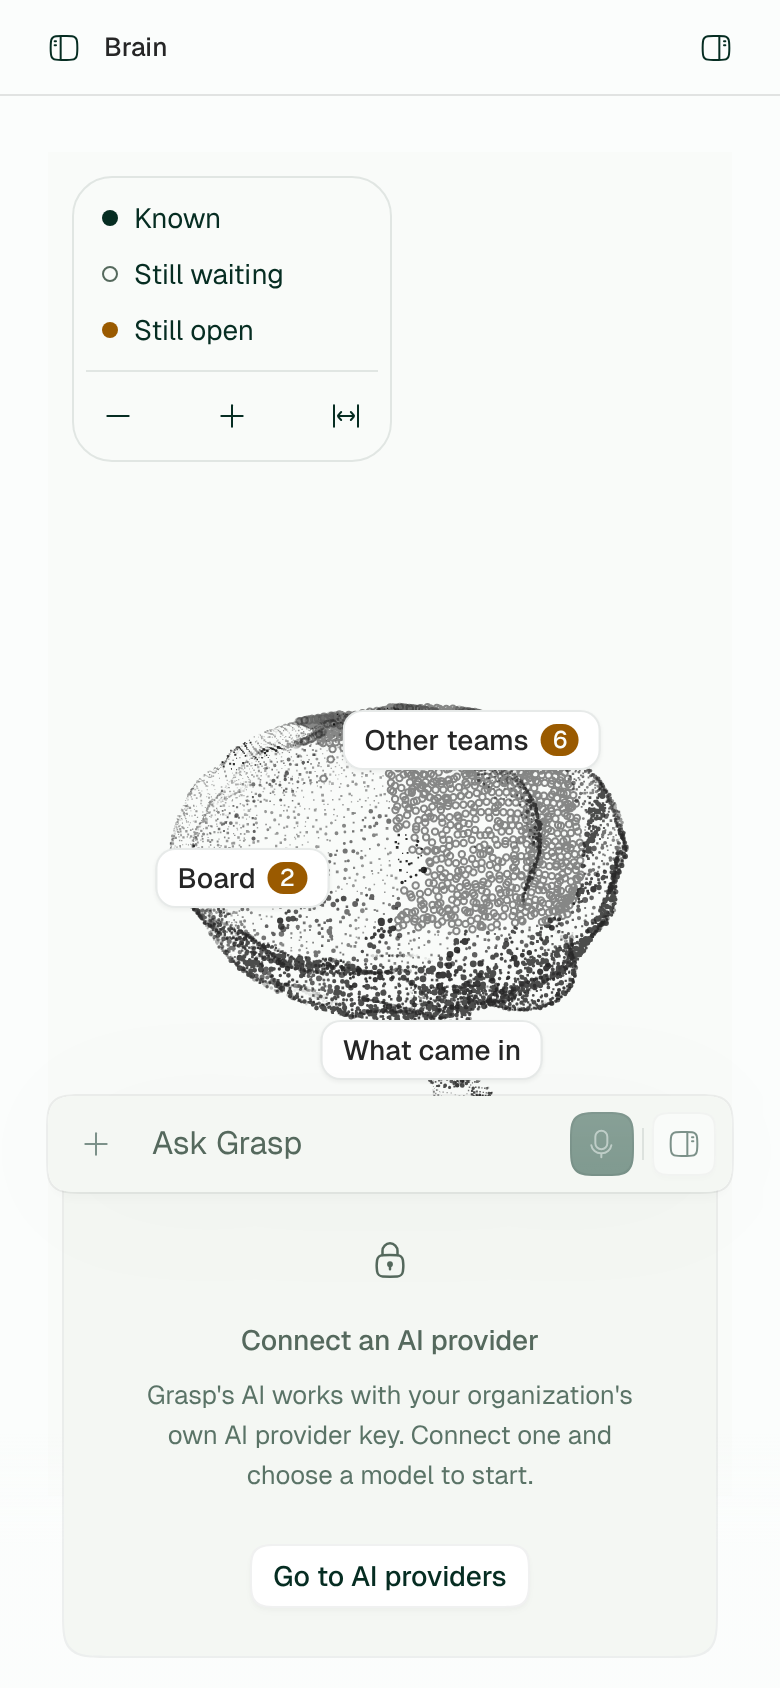 Brain
Known
Still waiting
Still open
Other teams 6
Board 2
What came in
Ask Grasp
Connect an AI provider
Grasp's AI works with your organization's
own AI provider key. Connect one and
choose a model to start.
Go to AI providers